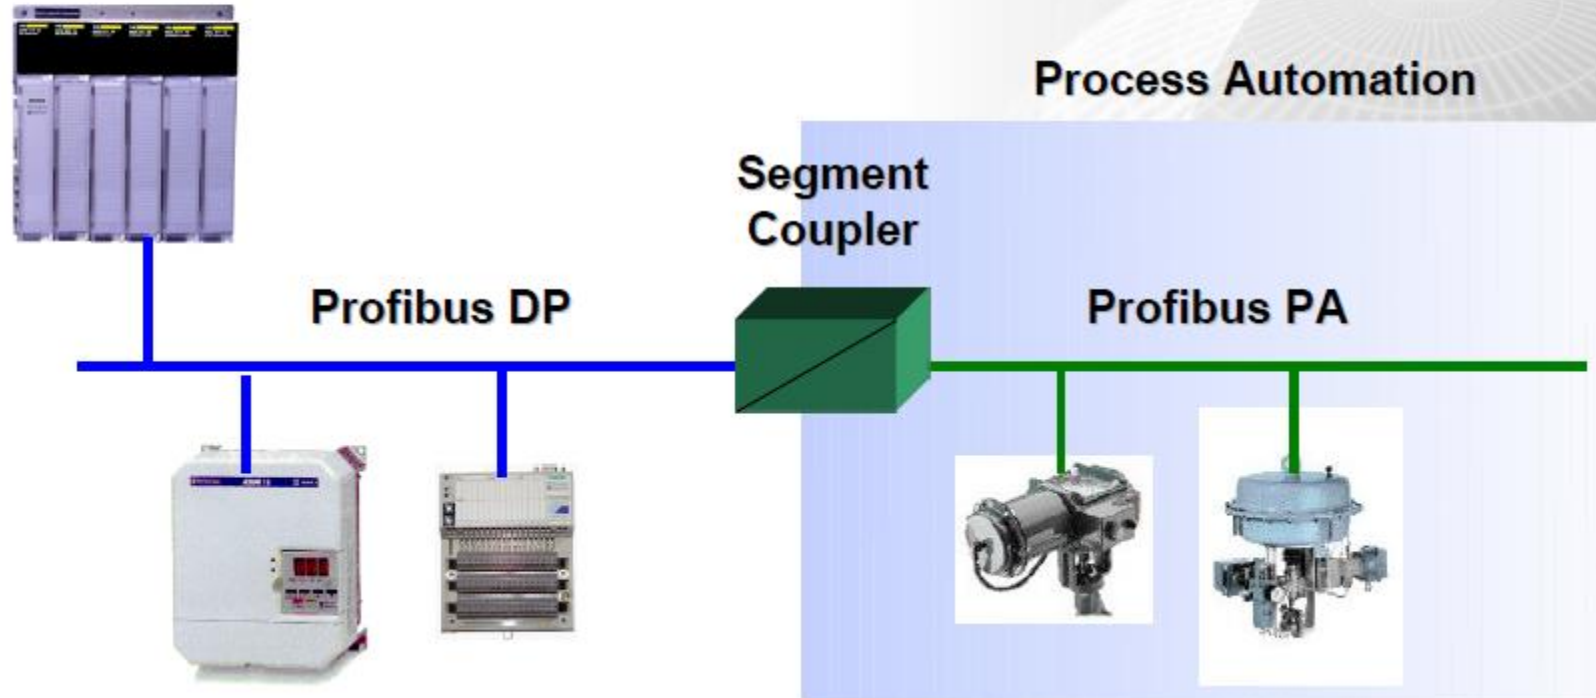 Process Automation
Segment
Coupler
Profibus DP
Profibus PA